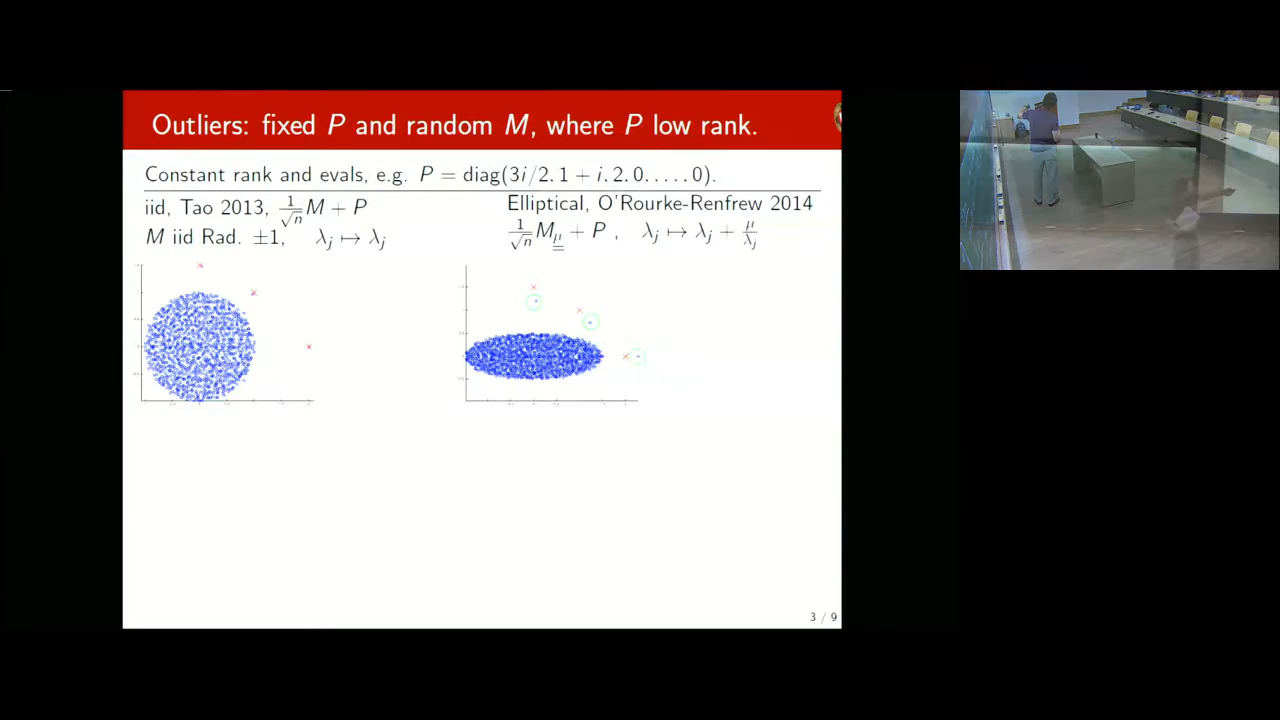 Outliers: fixed P and random M, where P low rank.
Constant rank and evals, e.g. P = diag(3i/2, 1 + i, 2, 0, . . . , 0).
iid, Tao 2013, 1/√n M + P
M iid Rad. ±1, λj ↦ λj
Elliptical, O'Rourke-Renfrew 2014
1/√n Mμ + P , λj ↦ λj + μ/λj
3 / 9